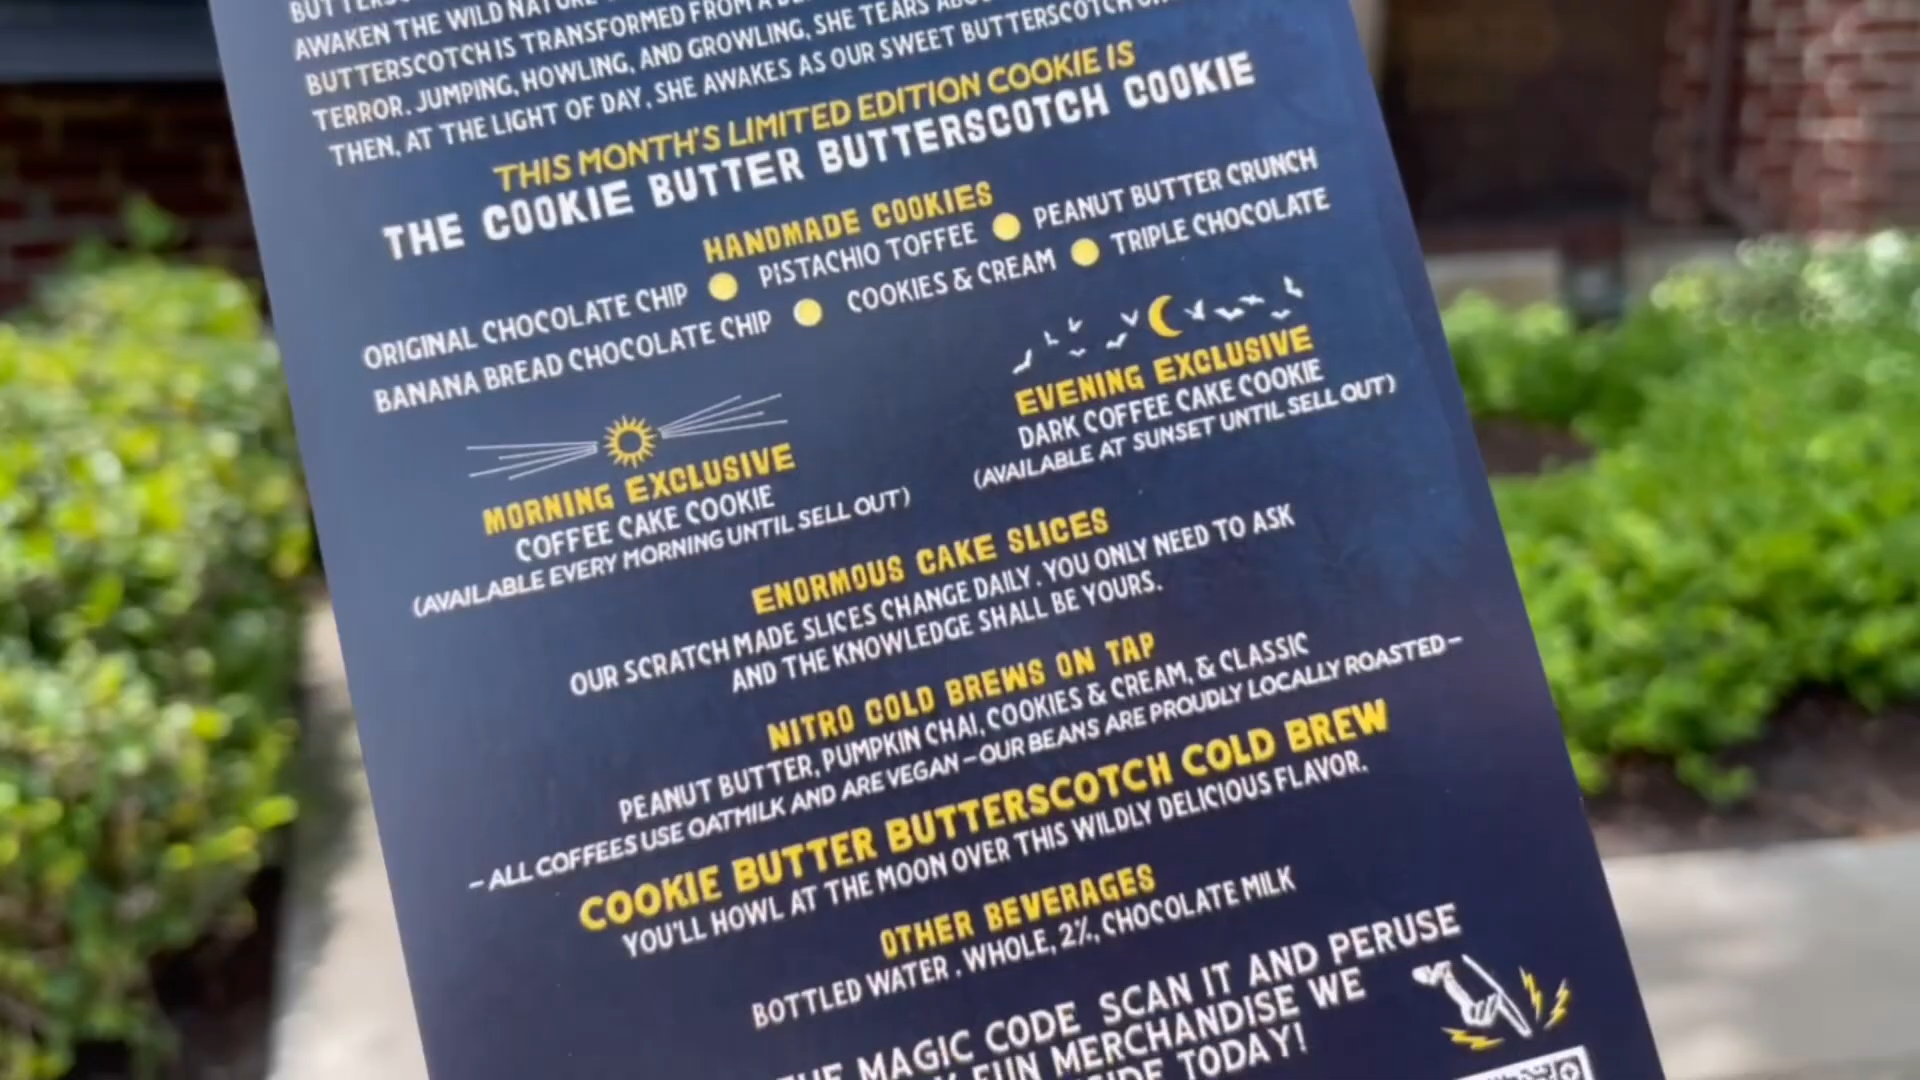 AWAKEN THE WILD NATURE
BUTTERSCOTCH IS TRANSFORMED FROM A
TERROR. JUMPING, HOWLING, AND GROWLING, SHE TEARS
THEN, AT THE LIGHT OF DAY, SHE AWAKES AS OUR SWEET BUTTERSCOTCH
THIS MONTH'S LIMITED EDITION COOKIE IS
THE COOKIE BUTTER BUTTERSCOTCH COOKIE
HANDMADE COOKIES
ORIGINAL CHOCOLATE CHIP PISTACHIO TOFFEE PEANUT BUTTER CRUNCH
BANANA BREAD CHOCOLATE CHIP COOKIES & CREAM TRIPLE CHOCOLATE
MORNING EXCLUSIVE
COFFEE CAKE COOKIE
(AVAILABLE EVERY MORNING UNTIL SELL OUT)
EVENING EXCLUSIVE
DARK COFFEE CAKE COOKIE
(AVAILABLE AT SUNSET UNTIL SELL OUT)
ENORMOUS CAKE SLICES
OUR SCRATCH MADE SLICES CHANGE DAILY. YOU ONLY NEED TO ASK
AND THE KNOWLEDGE SHALL BE YOURS.
NITRO COLD BREWS ON TAP
PEANUT BUTTER, PUMPKIN CHAI, COOKIES & CREAM, & CLASSIC
- ALL COFFEES USE OATMILK AND ARE VEGAN - OUR BEANS ARE PROUDLY LOCALLY ROASTED -
COOKIE BUTTER BUTTERSCOTCH COLD BREW
YOU'LL HOWL AT THE MOON OVER THIS WILDLY DELICIOUS FLAVOR.
OTHER BEVERAGES
BOTTLED WATER, WHOLE, 2%, CHOCOLATE MILK
MAGIC CODE SCAN IT AND PERUSE
FUN MERCHANDISE WE
TODAY!